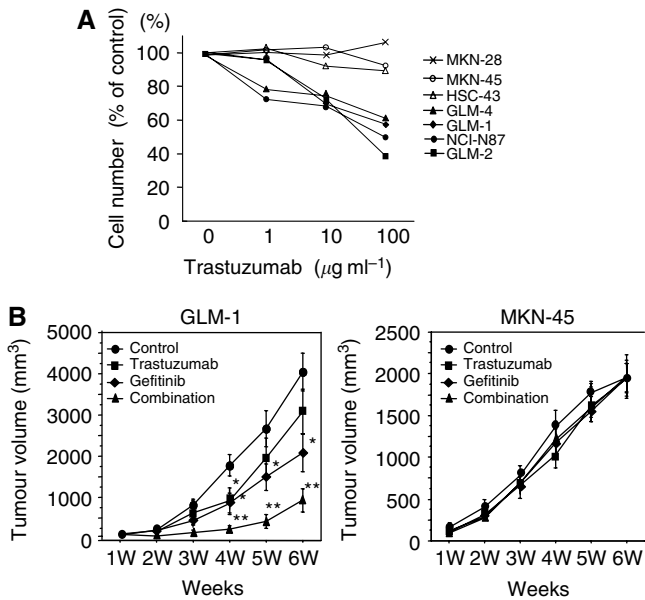 A
(%)
100
80
60
40
20
0
Cell number (% of control)
0 1 10 100
Trastuzumab (μg ml−1)
MKN-28
MKN-45
HSC-43
GLM-4
GLM-1
NCI-N87
GLM-2
B
GLM-1
5000
4000
3000
2000
1000
0
Tumour volume (mm3)
Control
Trastuzumab
Gefitinib
Combination
*
*
*
*
**
**
**
1W 2W 3W 4W 5W 6W
Weeks
MKN-45
2500
2000
1500
1000
500
0
Tumour volume (mm3)
Control
Trastuzumab
Gefitinib
Combination
1W 2W 3W 4W 5W 6W
Weeks